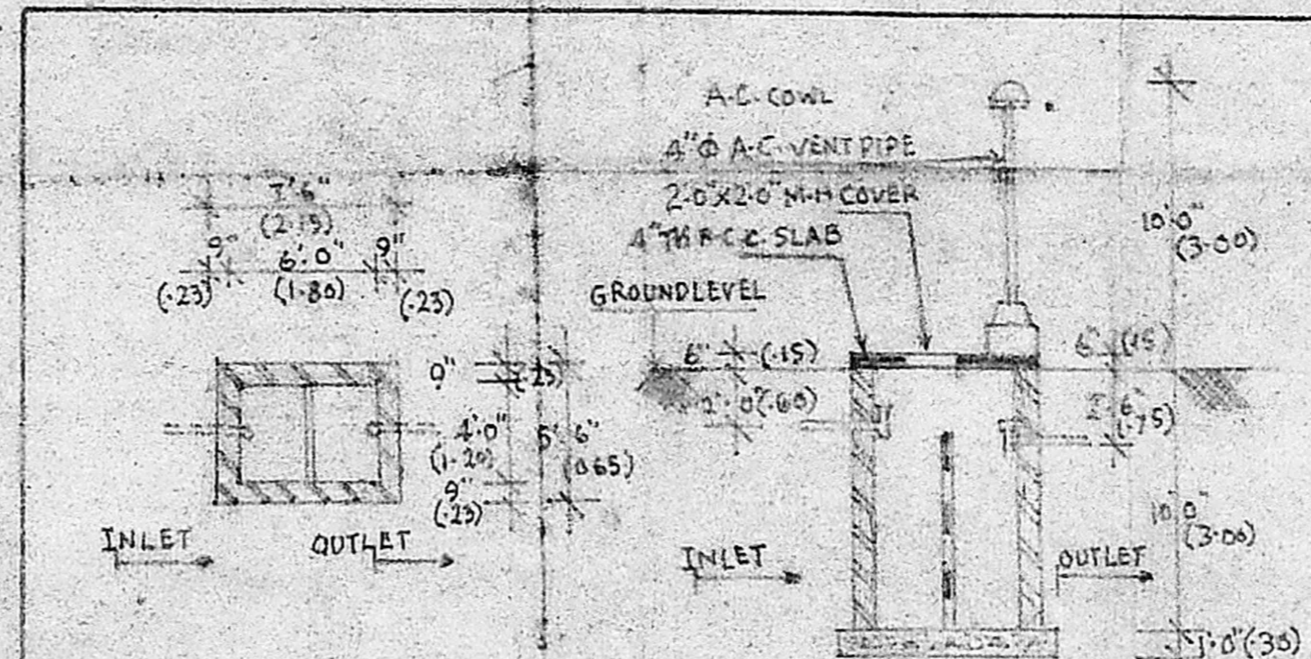 A.C. COWL
4"Φ A.C. VENT PIPE
2.0"X2.0" M.H COVER
4" TH R.C.C. SLAB
GROUND LEVEL
10'.0"
(3.00)
7'.6"
(2.15)
9" 6'.0" 9"
(.23) (1.80) (.23)
9"
(.23)
4'.0"
(1.20)
5'.6"
(065)
9"
(.23)
INLET OUTLET
6" (.15)
2'.0" (.60)
6" (.15)
2'.6"
(.75)
10'.0"
(3.00)
INLET OUTLET
1'.0" (.30)